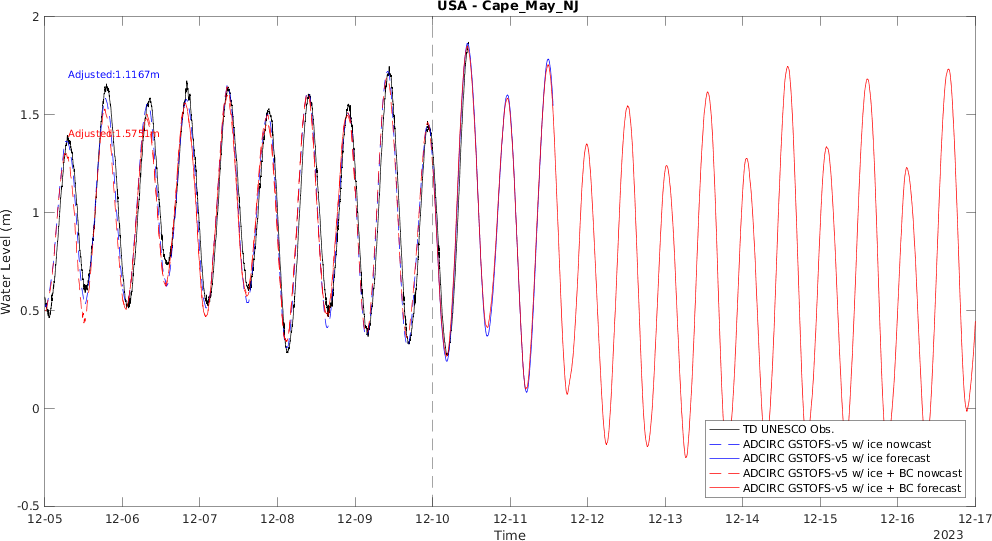 USA - Cape_May_NJ
2
1.5
1
0.5
0
-0.5
Water Level (m)
Adjusted:1.1167m
Adjusted:1.5751m
TD UNESCO Obs.
ADCIRC GSTOFS-v5 w/ ice nowcast
ADCIRC GSTOFS-v5 w/ ice forecast
ADCIRC GSTOFS-v5 w/ ice + BC nowcast
ADCIRC GSTOFS-v5 w/ ice + BC forecast
12-05 12-06 12-07 12-08 12-09 12-10 12-11 12-12 12-13 12-14 12-15 12-16 12-17
Time
2023